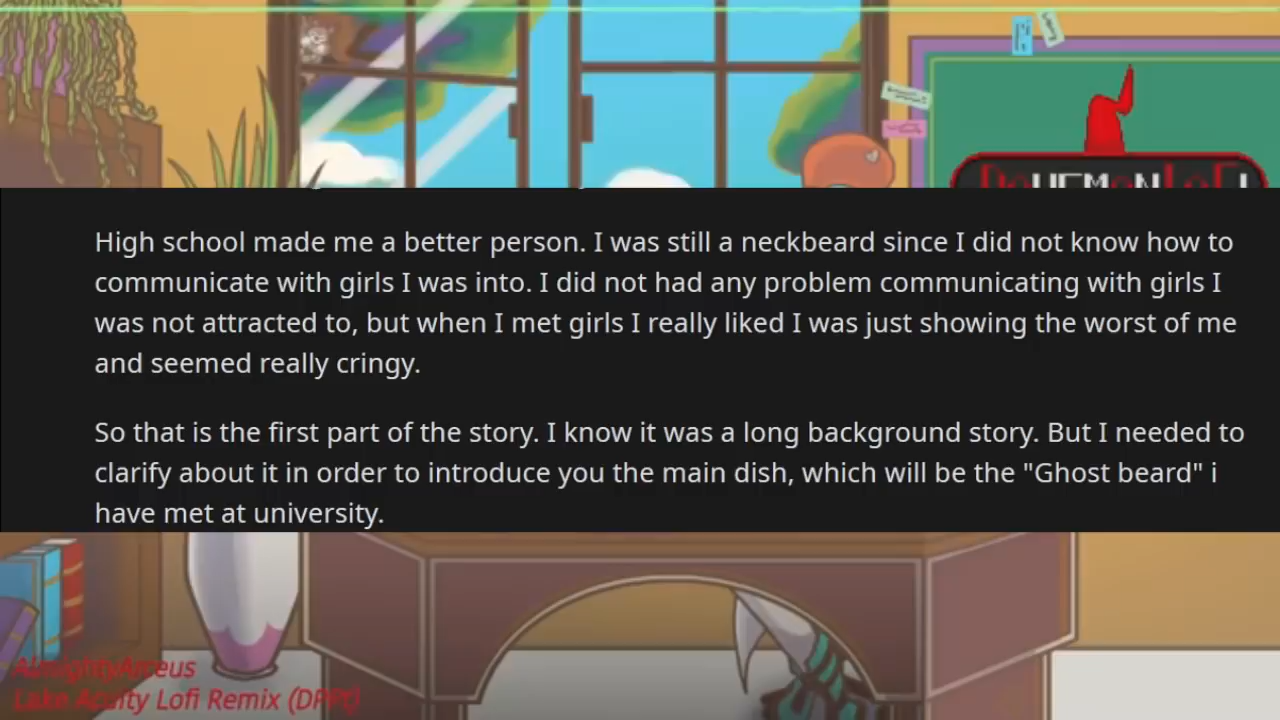 High school made me a better person. I was still a neckbeard since I did not know how to
communicate with girls I was into. I did not had any problem communicating with girls I
was not attracted to, but when I met girls I really liked I was just showing the worst of me
and seemed really cringy.
So that is the first part of the story. I know it was a long background story. But I needed to
clarify about it in order to introduce you the main dish, which will be the "Ghost beard" i
have met at university.
AlmightyArceus
Lake Acuity Lofi Remix (DPPt)